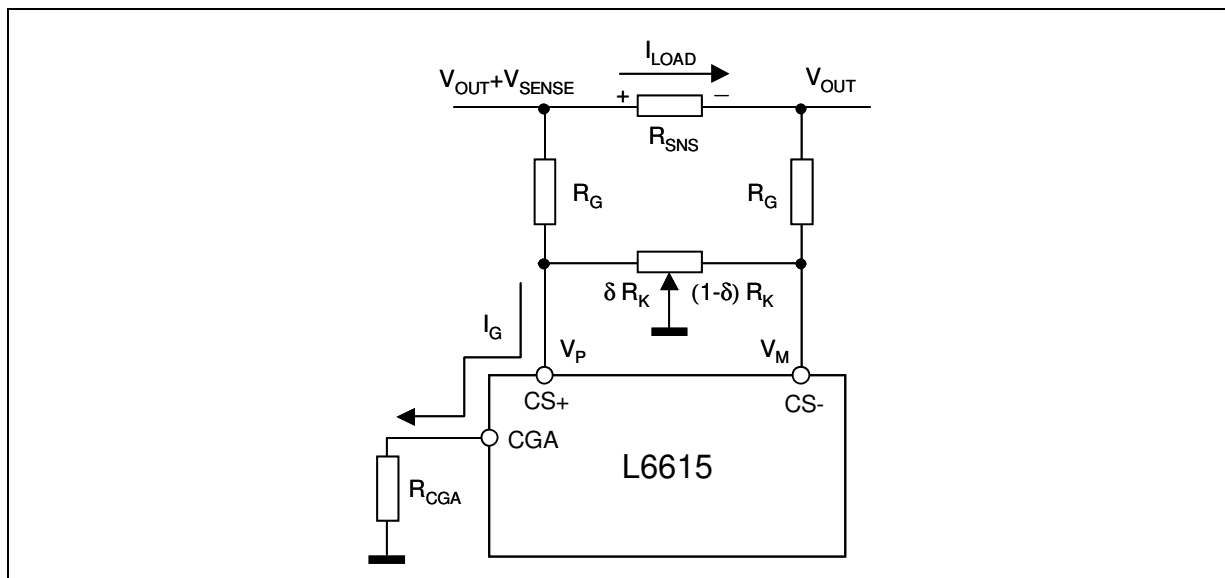 I_LOAD
V_OUT+V_SENSE
V_OUT
+ −
R_SNS
R_G
R_G
δ R_K (1-δ) R_K
I_G
V_P
V_M
CS+
CS-
CGA
L6615
R_CGA